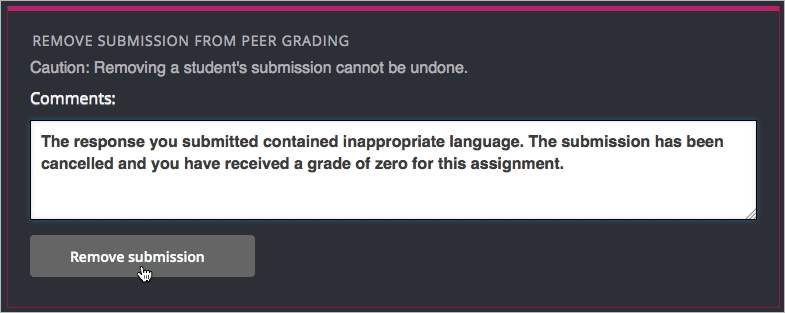 REMOVE SUBMISSION FROM PEER GRADING
Caution: Removing a student's submission cannot be undone.
Comments:
The response you submitted contained inappropriate language. The submission has been
cancelled and you have received a grade of zero for this assignment.
Remove submission